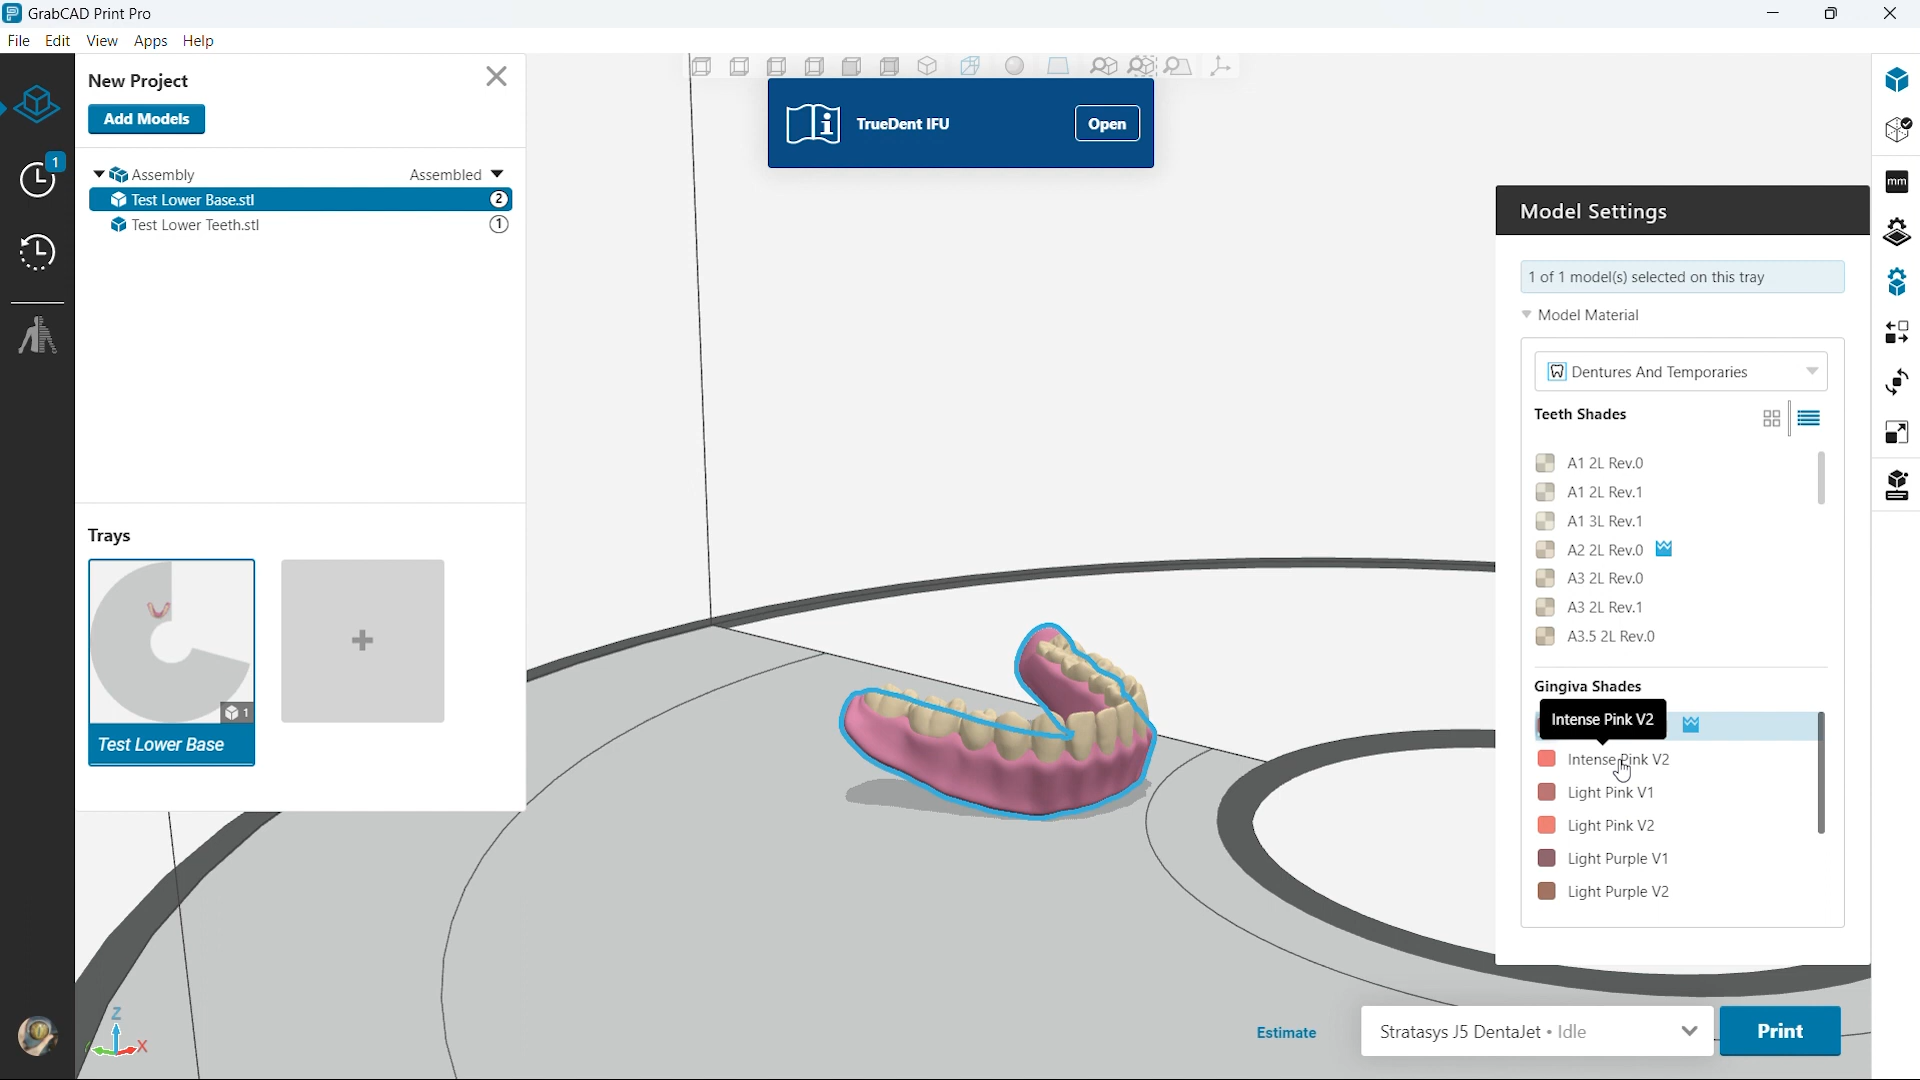 GrabCAD Print Pro
File Edit View Apps Help
New Project
Add Models
Assembly Assembled
Test Lower Base.stl 2
Test Lower Teeth.stl 1
1
Trays
1
Test Lower Base
+
TrueDent IFU Open
Model Settings
1 of 1 model(s) selected on this tray
Model Material
Dentures And Temporaries
Teeth Shades
A1 2L Rev.0
A1 2L Rev.1
A1 3L Rev.1
A2 2L Rev.0
A3 2L Rev.0
A3 2L Rev.1
A3.5 2L Rev.0
Gingiva Shades
Intense Pink V2
Intense Pink V2
Light Pink V1
Light Pink V2
Light Purple V1
Light Purple V2
mm
Z
X
Estimate
Stratasys J5 DentaJet • Idle
Print